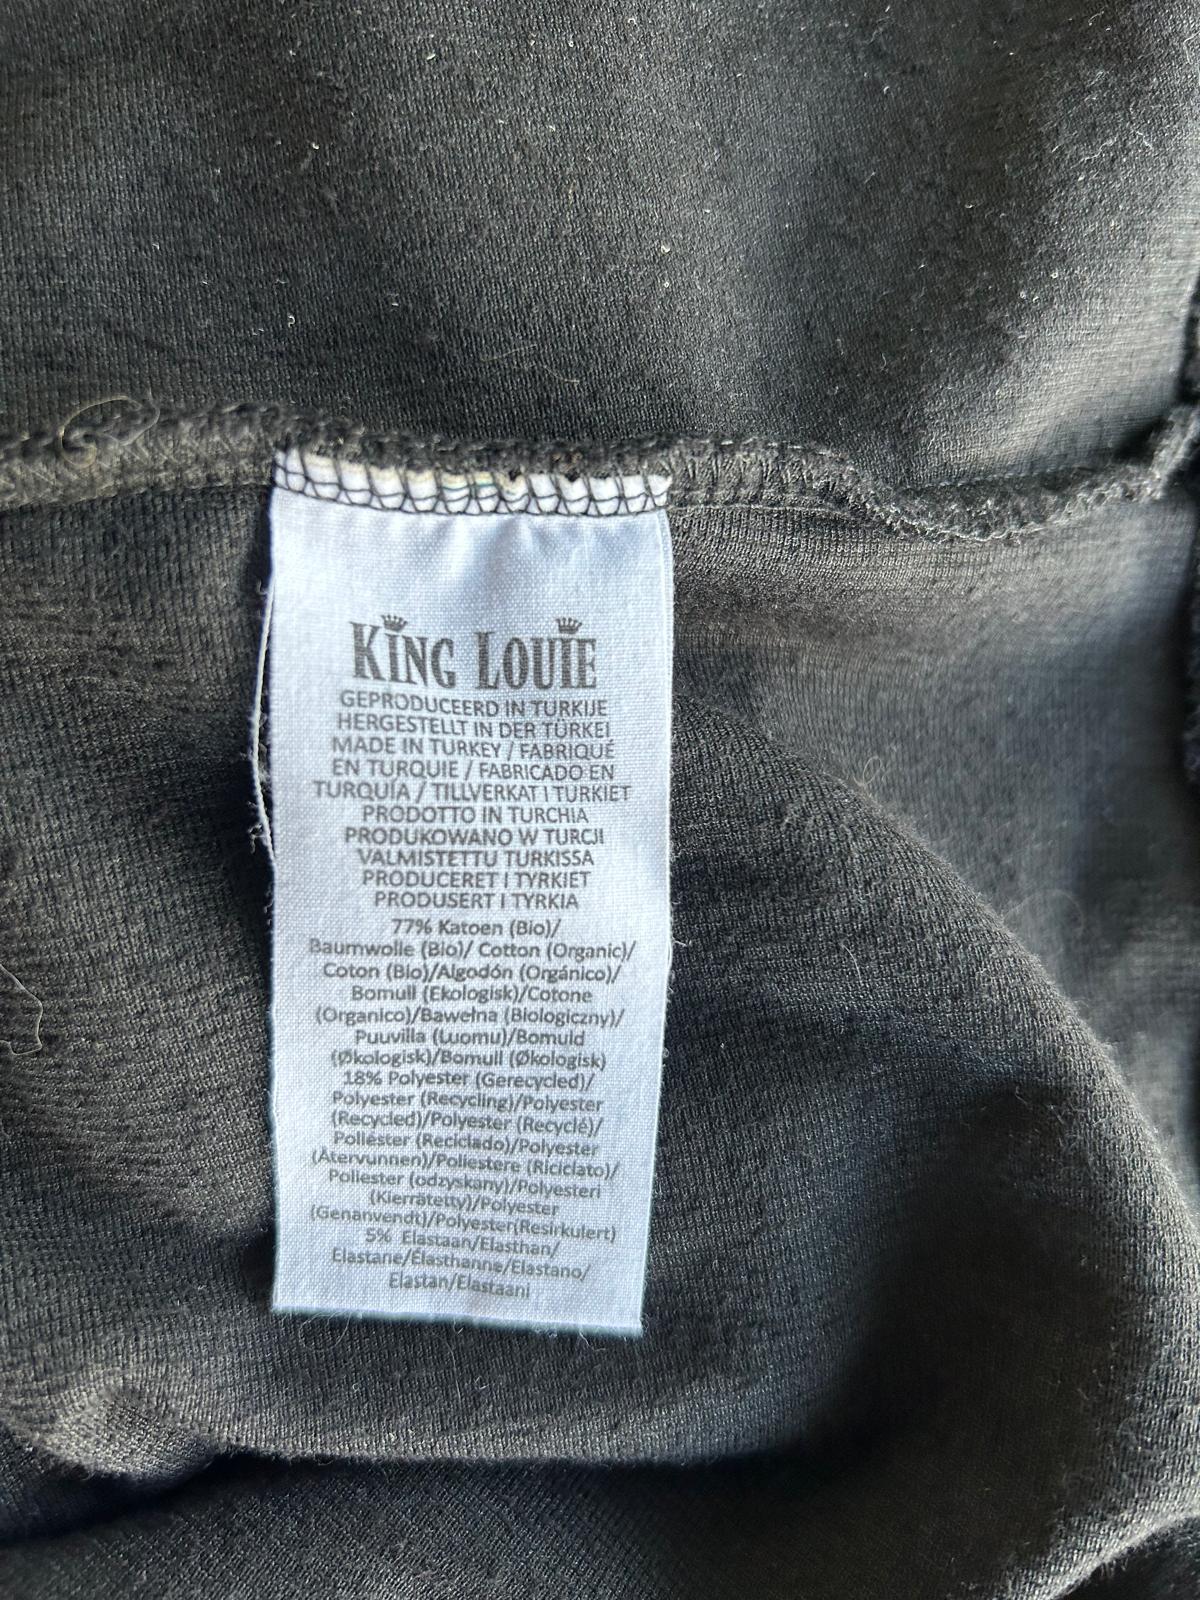 KING LOUIE
GEPRODUCEERD IN TURKIJE
HERGESTELLT IN DER TÜRKEI
MADE IN TURKEY / FABRIQUÉ
EN TURQUIE / FABRICADO EN
TURQUÍA / TILLVERKAT I TURKIET
PRODOTTO IN TURCHIA
PRODUKOWANO W TURCJI
VALMISTETTU TURKISSA
PRODUCERET I TYRKIET
PRODUSERT I TYRKIA
77% Katoen (Bio)/
Baumwolle (Bio)/ Cotton (Organic)/
Coton (Bio)/Algodón (Orgánico)/
Bomull (Ekologisk)/Cotone
(Organico)/Bawełna (Biologiczny)/
Puuvilla (Luomu)/Bomuld
(Økologisk)/Bomull (Økologisk)
18% Polyester (Gerecycled)/
Polyester (Recycling)/Polyester
(Recycled)/Polyester (Recyclé)/
Poliéster (Reciclado)/Polyester
(Återvunnen)/Poliestere (Riciclato)/
Poliester (odzyskany)/Polyesteri
(Kierrätetty)/Polyester
(Genanvendt)/Polyester(Resirkulert)
5% Elastaan/Elasthan/
Elastane/Élasthanne/Elastano/
Elastan/Elastaani